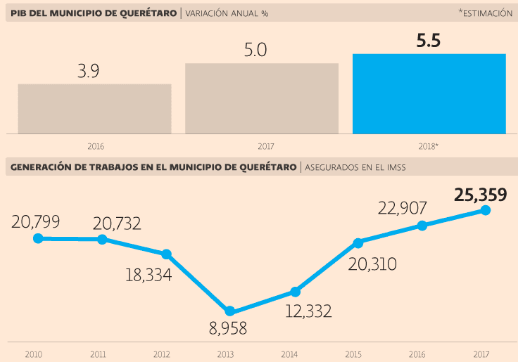 PIB DEL MUNICIPIO DE QUERÉTARO | VARIACIÓN ANUAL % *ESTIMACIÓN
3.9 5.0 5.5
2016 2017 2018*
GENERACIÓN DE TRABAJOS EN EL MUNICIPIO DE QUERÉTARO | ASEGURADOS EN EL IMSS
20,799 20,732 18,334 8,958 12,332 20,310 22,907 25,359
2010 2011 2012 2013 2014 2015 2016 2017